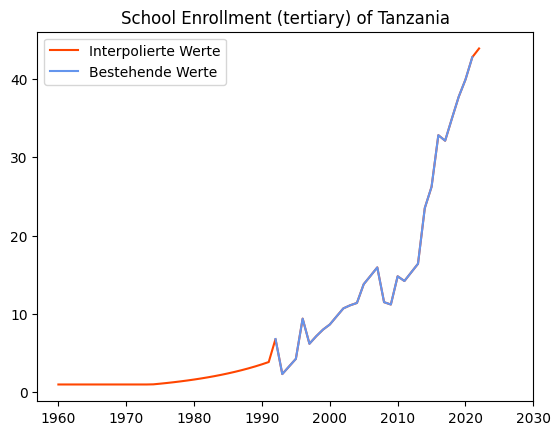 School Enrollment (tertiary) of Tanzania
Interpolierte Werte
Bestehende Werte
40
30
20
10
0
1960 1970 1980 1990 2000 2010 2020 2030